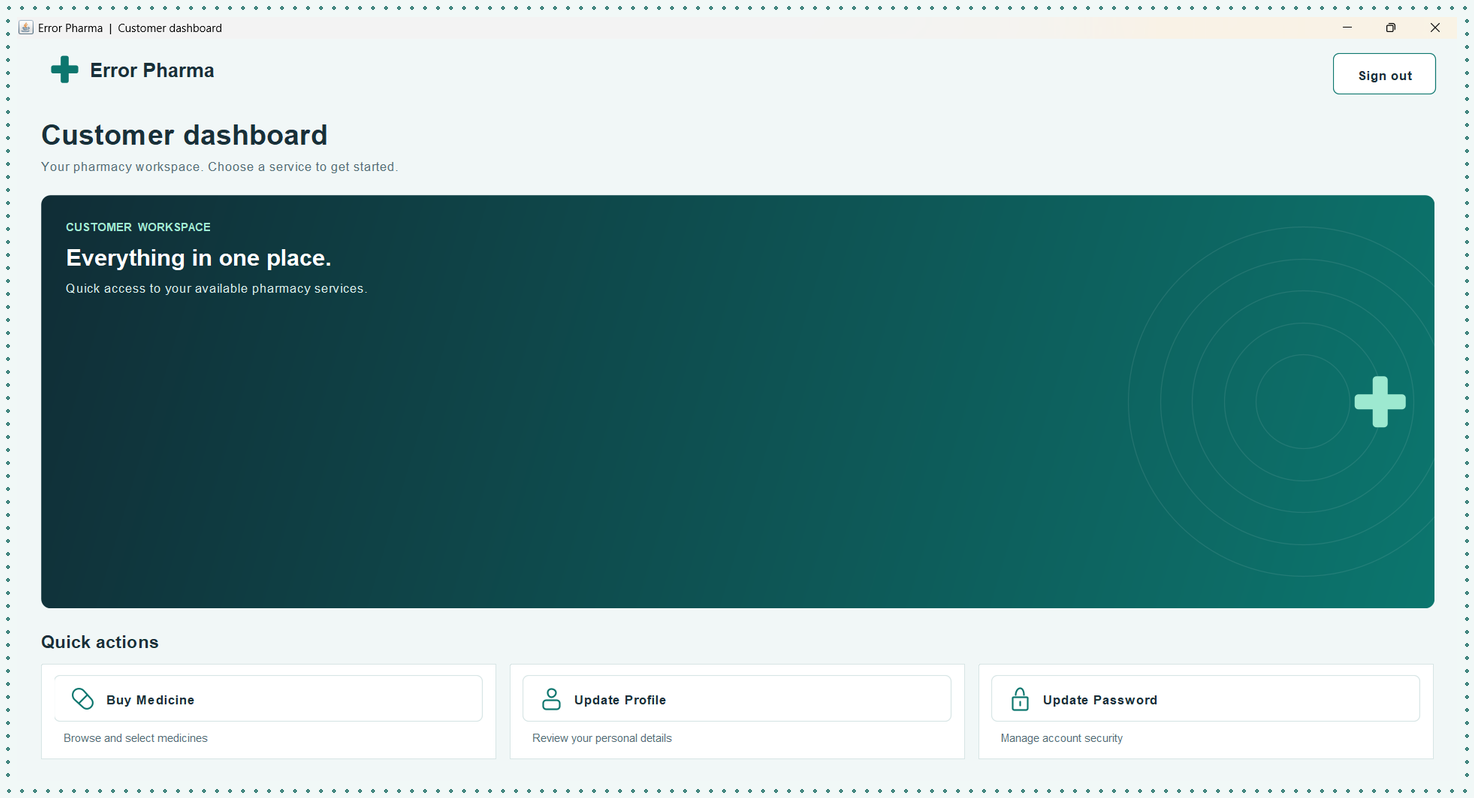 Error Pharma | Customer dashboard
Error Pharma
Sign out
Customer dashboard
Your pharmacy workspace. Choose a service to get started.
CUSTOMER WORKSPACE
Everything in one place.
Quick access to your available pharmacy services.
Quick actions
Buy Medicine
Browse and select medicines
Update Profile
Review your personal details
Update Password
Manage account security